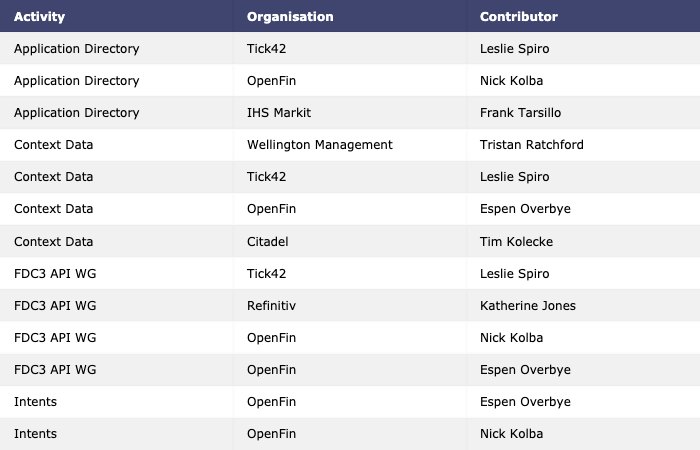 Activity Organisation Contributor
Application Directory Tick42 Leslie Spiro
Application Directory OpenFin Nick Kolba
Application Directory IHS Markit Frank Tarsillo
Context Data Wellington Management Tristan Ratchford
Context Data Tick42 Leslie Spiro
Context Data OpenFin Espen Overbye
Context Data Citadel Tim Kolecke
FDC3 API WG Tick42 Leslie Spiro
FDC3 API WG Refinitiv Katherine Jones
FDC3 API WG OpenFin Nick Kolba
FDC3 API WG OpenFin Espen Overbye
Intents OpenFin Espen Overbye
Intents OpenFin Nick Kolba